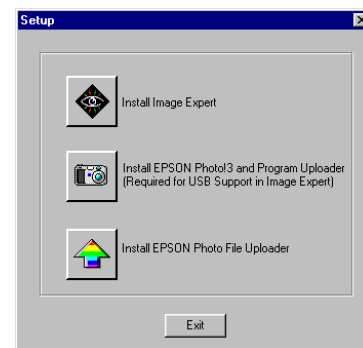 Setup
Install Image Expert
Install EPSON Photo!3 and Program Uploader
(Required for USB Support in Image Expert)
Install EPSON Photo File Uploader
Exit